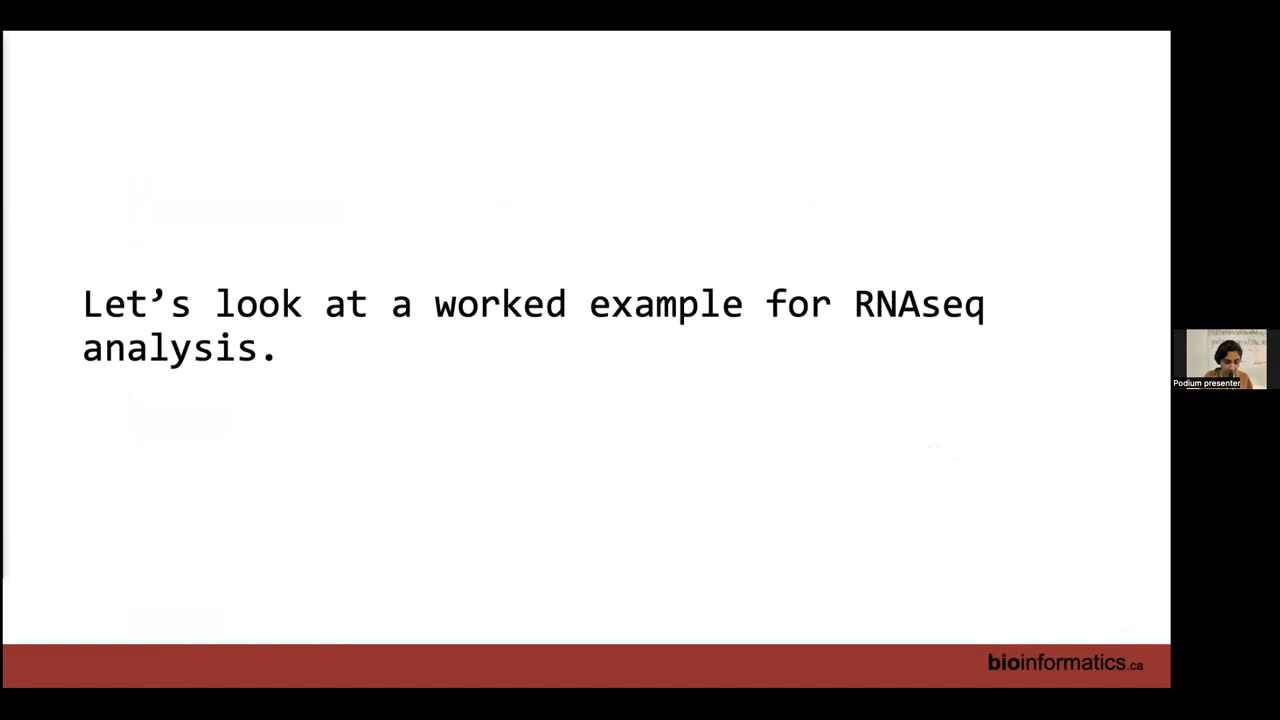 Let’s look at a worked example for RNAseq
analysis.
Podium presenter
bioinformatics.ca